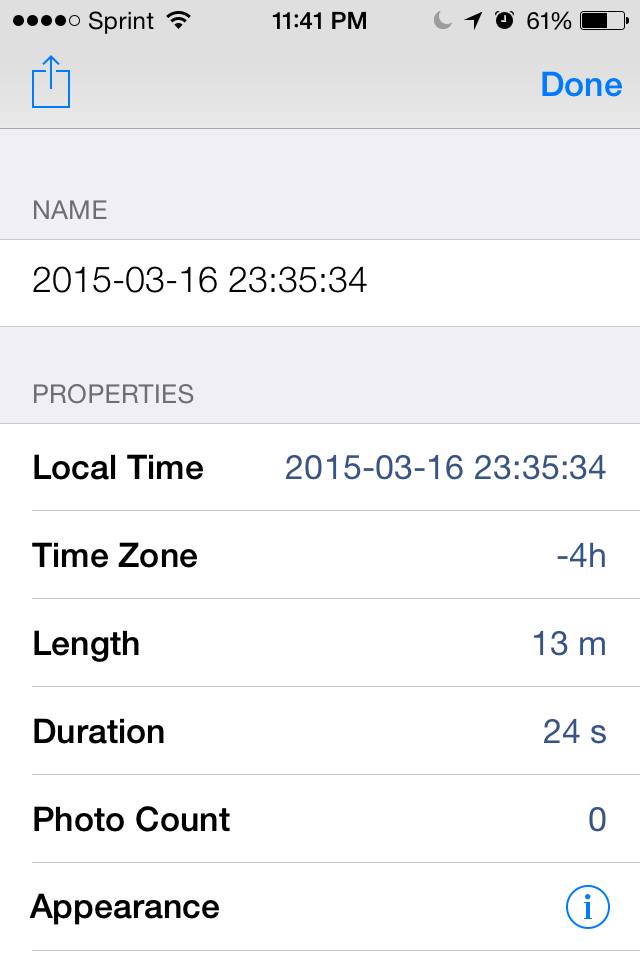 Sprint 11:41 PM 61%
Done
NAME
2015-03-16 23:35:34
PROPERTIES
Local Time 2015-03-16 23:35:34
Time Zone -4h
Length 13 m
Duration 24 s
Photo Count 0
Appearance i